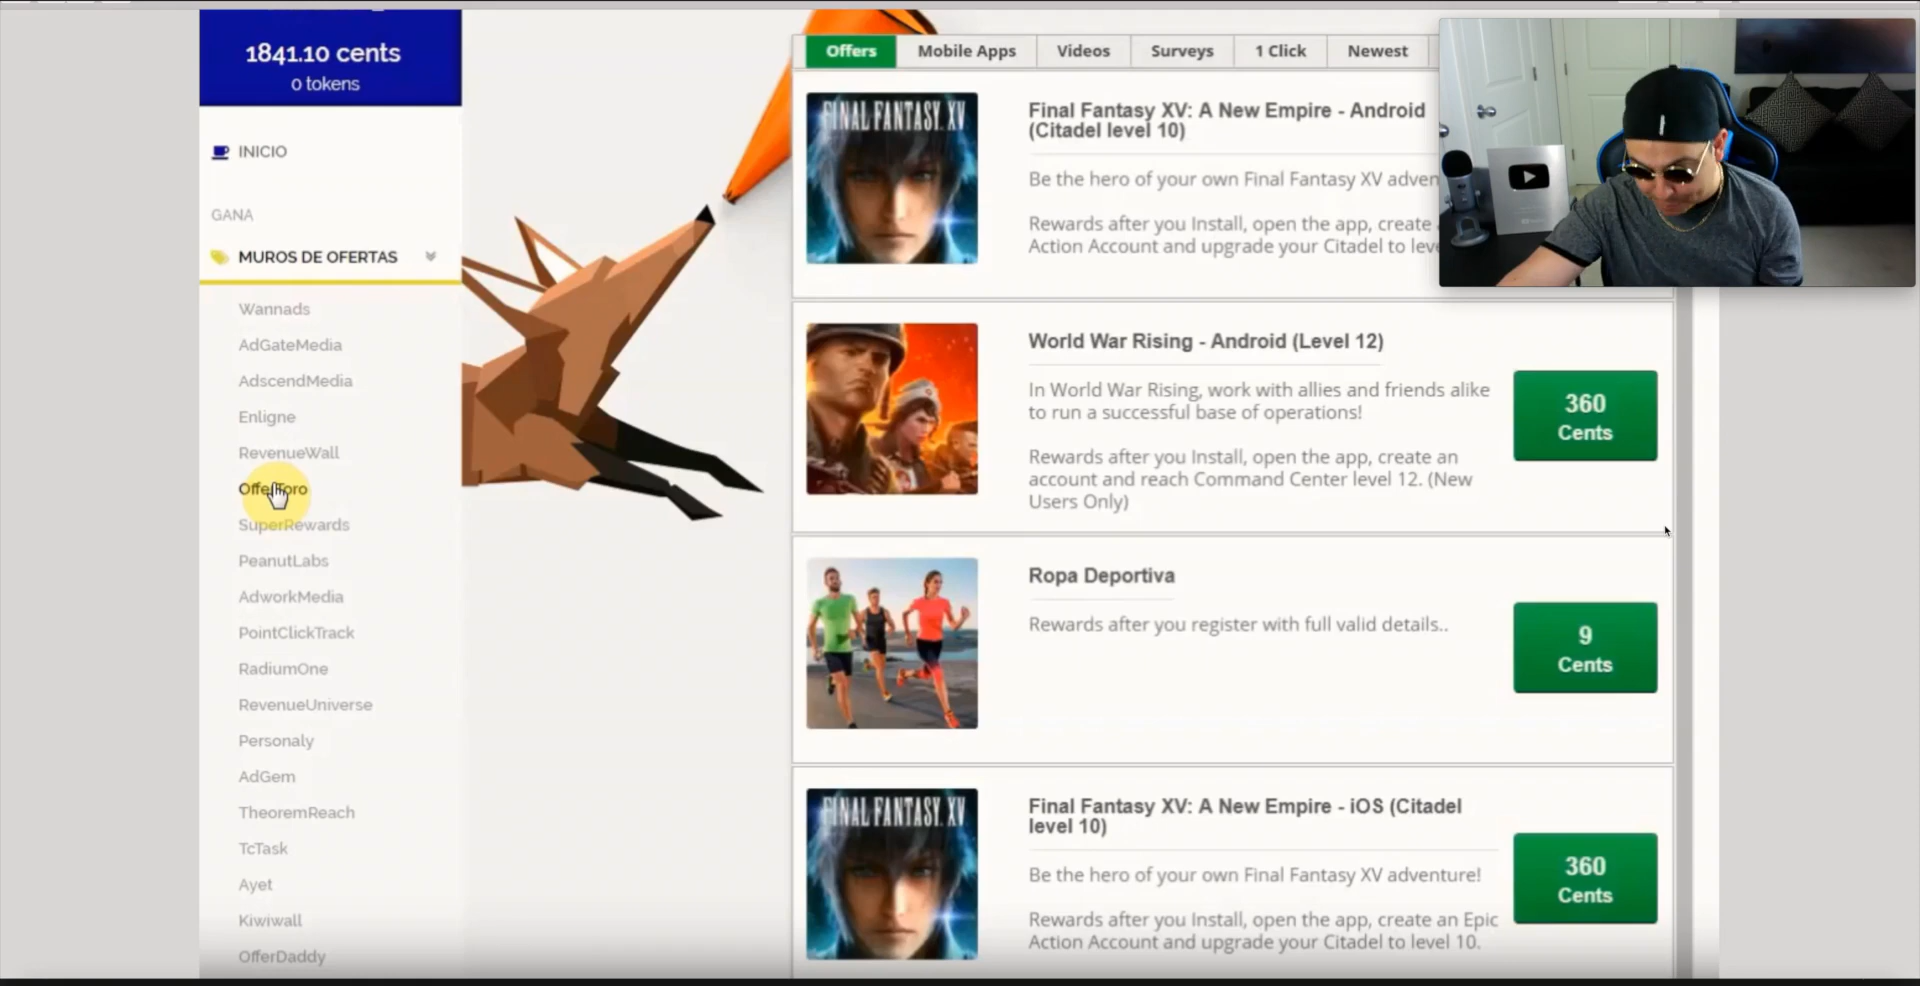 1841.10 cents
0 tokens
INICIO
GANA
MUROS DE OFERTAS
Wannads
AdGateMedia
AdscendMedia
Enligne
RevenueWall
OfferToro
SuperRewards
PeanutLabs
AdworkMedia
PointClickTrack
RadiumOne
RevenueUniverse
Personaly
AdGem
TheoremReach
TcTask
Ayet
Kiwiwall
OfferDaddy
Offers
Mobile Apps
Videos
Surveys
1 Click
Newest
FINAL FANTASY XV
Final Fantasy XV: A New Empire - Android
(Citadel level 10)
Be the hero of your own Final Fantasy XV adven
Rewards after you Install, open the app, create
Action Account and upgrade your Citadel to leve
World War Rising - Android (Level 12)
In World War Rising, work with allies and friends alike
to run a successful base of operations!
Rewards after you Install, open the app, create an
account and reach Command Center level 12. (New
Users Only)
360
Cents
Ropa Deportiva
Rewards after you register with full valid details..
9
Cents
FINAL FANTASY XV
Final Fantasy XV: A New Empire - iOS (Citadel
level 10)
Be the hero of your own Final Fantasy XV adventure!
Rewards after you Install, open the app, create an Epic
Action Account and upgrade your Citadel to level 10.
360
Cents